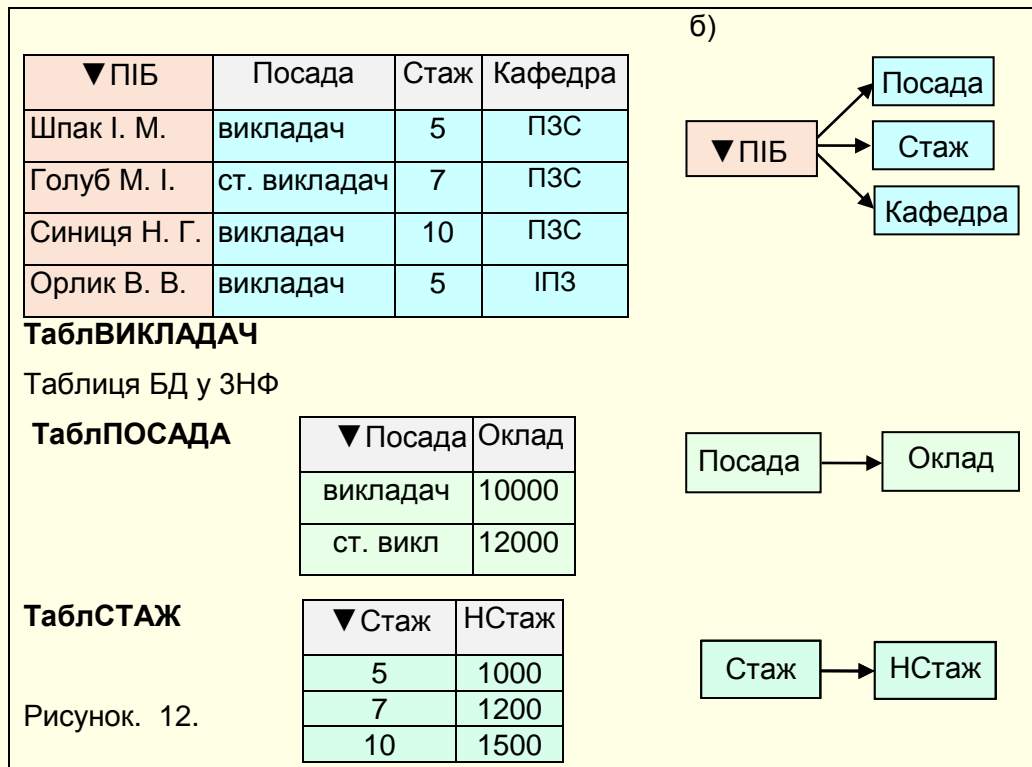 б)
▼ПІБ Посада Стаж Кафедра
Шпак І. М. викладач 5 ПЗС
Голуб М. І. ст. викладач 7 ПЗС
Синиця Н. Г. викладач 10 ПЗС
Орлик В. В. викладач 5 ІПЗ
▼ПІБ
Посада
Стаж
Кафедра
ТаблВИКЛАДАЧ
Таблиця БД у 3НФ
ТаблПОСАДА
▼Посада Оклад
викладач 10000
ст. викл 12000
Посада Оклад
ТаблСТАЖ
▼Стаж НСтаж
5 1000
7 1200
10 1500
Стаж НСтаж
Рисунок. 12.